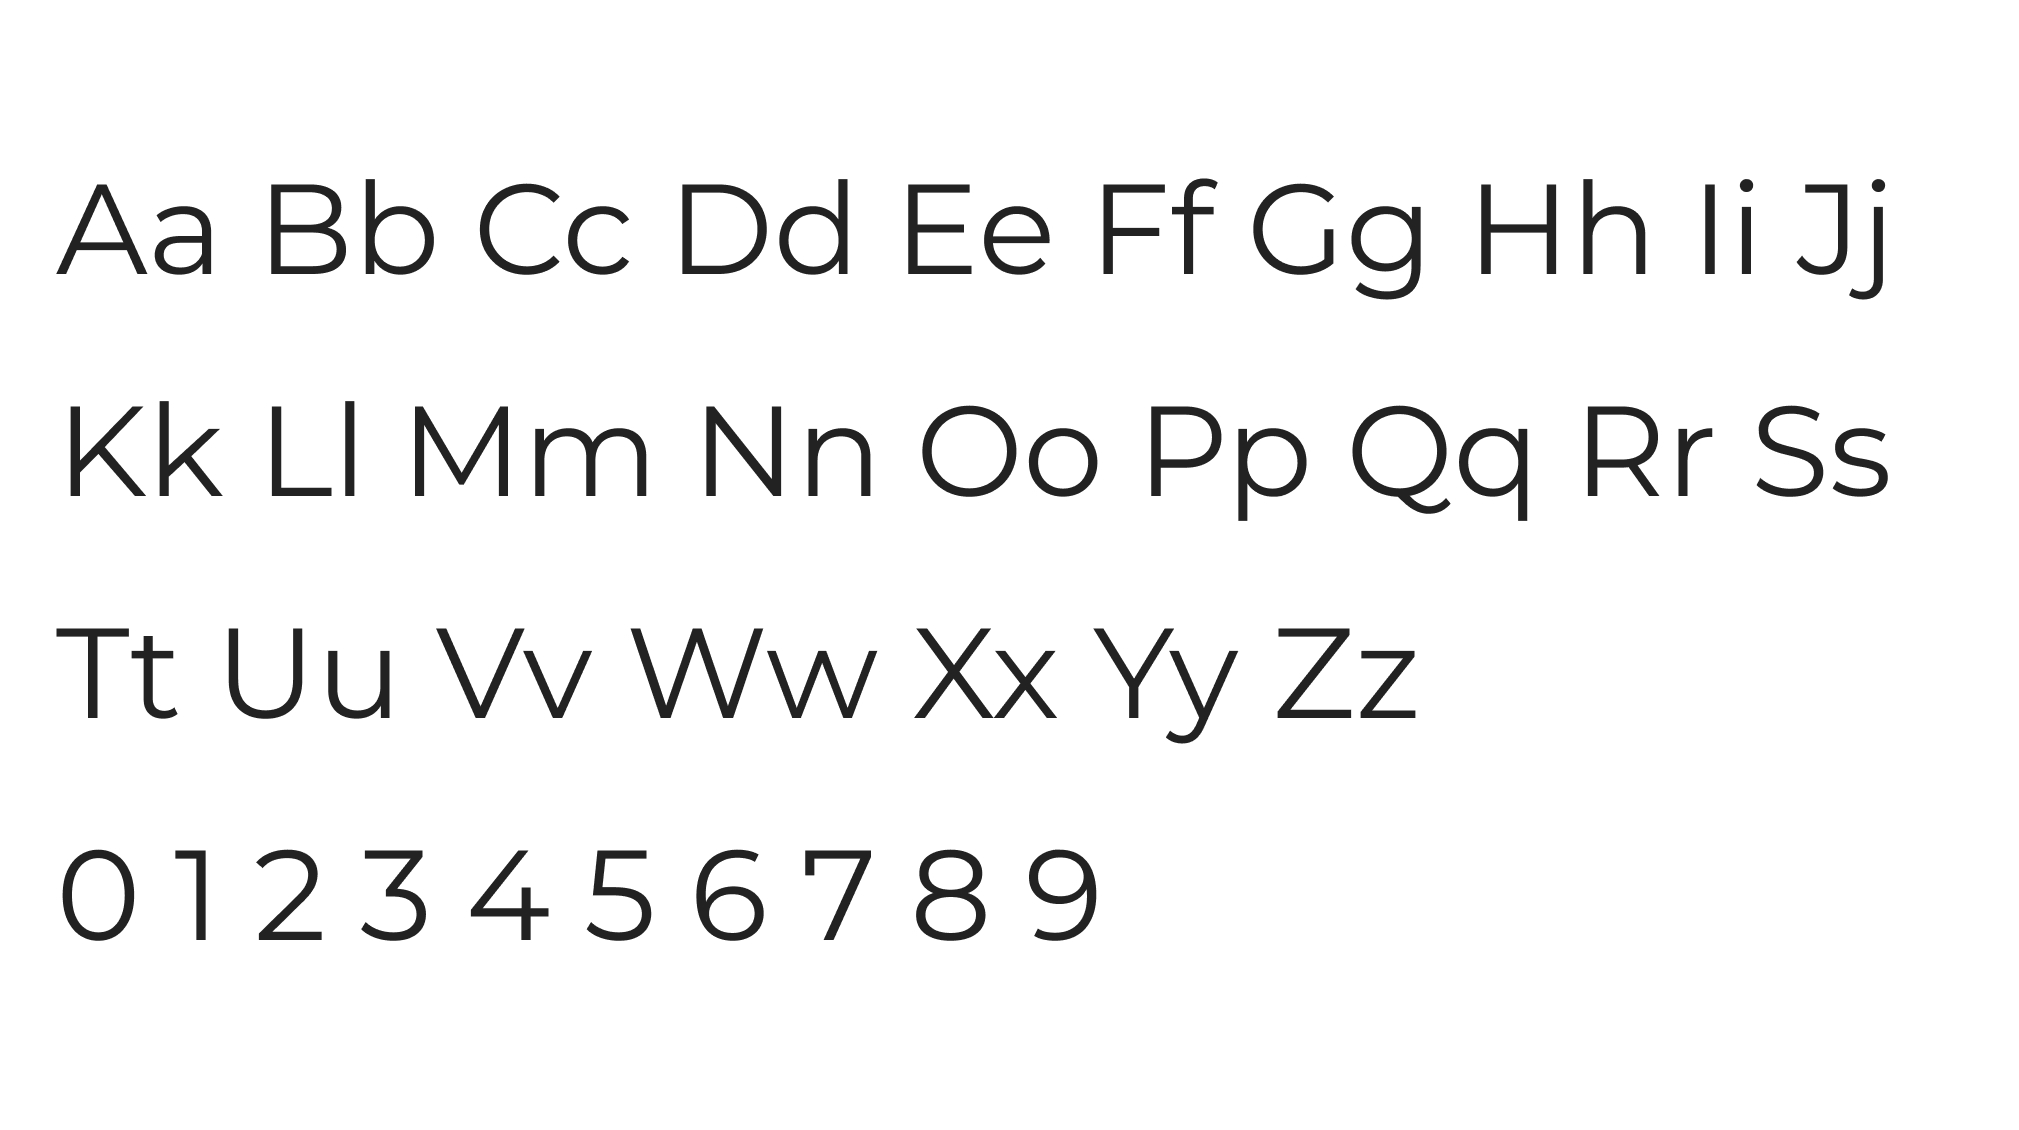 Aa Bb Cc Dd Ee Ff Gg Hh Ii Jj
Kk Ll Mm Nn Oo Pp Qq Rr Ss
Tt Uu Vv Ww Xx Yy Zz
0 1 2 3 4 5 6 7 8 9